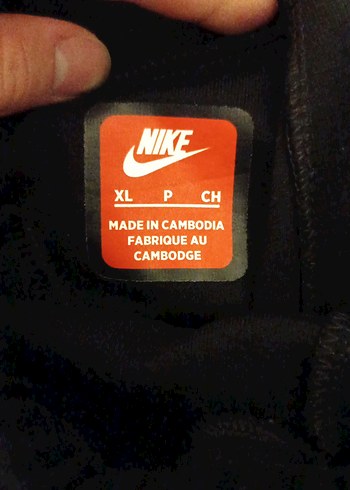 NIKE
XL P CH
MADE IN CAMBODIA
FABRIQUE AU
CAMBODGE